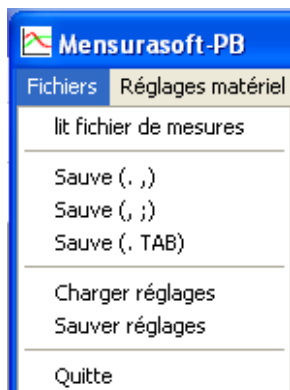 Mensurasoft-PB
Fichiers Réglages matériel
lit fichier de mesures
Sauve (. ,)
Sauve (, ;)
Sauve (. TAB)
Charger réglages
Sauver réglages
Quitte